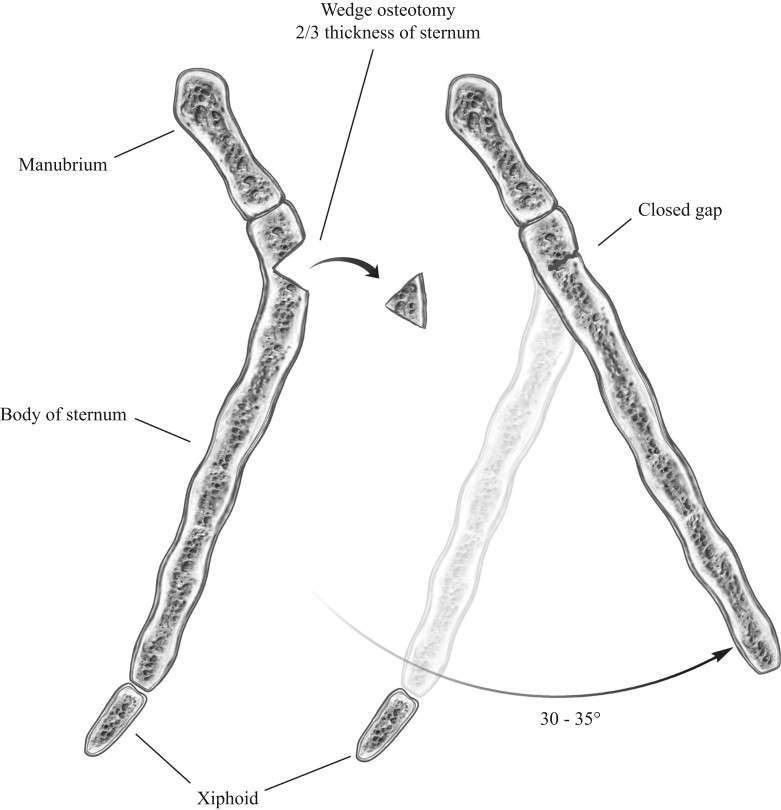 Wedge osteotomy
2/3 thickness of sternum
Manubrium
Closed gap
Body of sternum
30 - 35°
Xiphoid